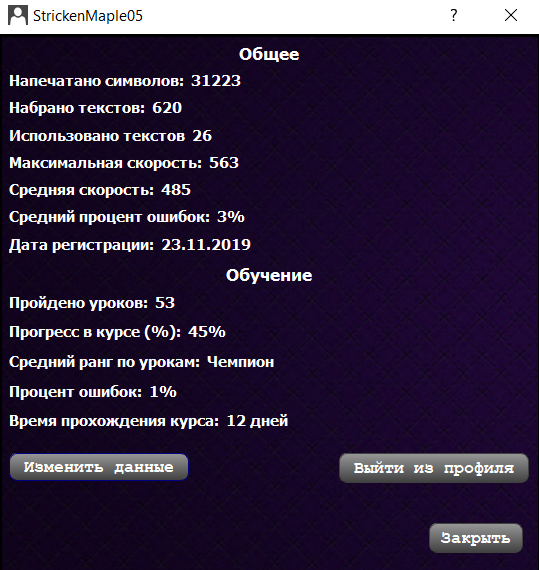 StrickenMaple05
Общее
Напечатано символов: 31223
Набрано текстов: 620
Использовано текстов 26
Максимальная скорость: 563
Средняя скорость: 485
Средний процент ошибок: 3%
Дата регистрации: 23.11.2019
Обучение
Пройдено уроков: 53
Прогресс в курсе (%): 45%
Средний ранг по урокам: Чемпион
Процент ошибок: 1%
Время прохождения курса: 12 дней
Изменить данные
Выйти из профиля
Закрыть